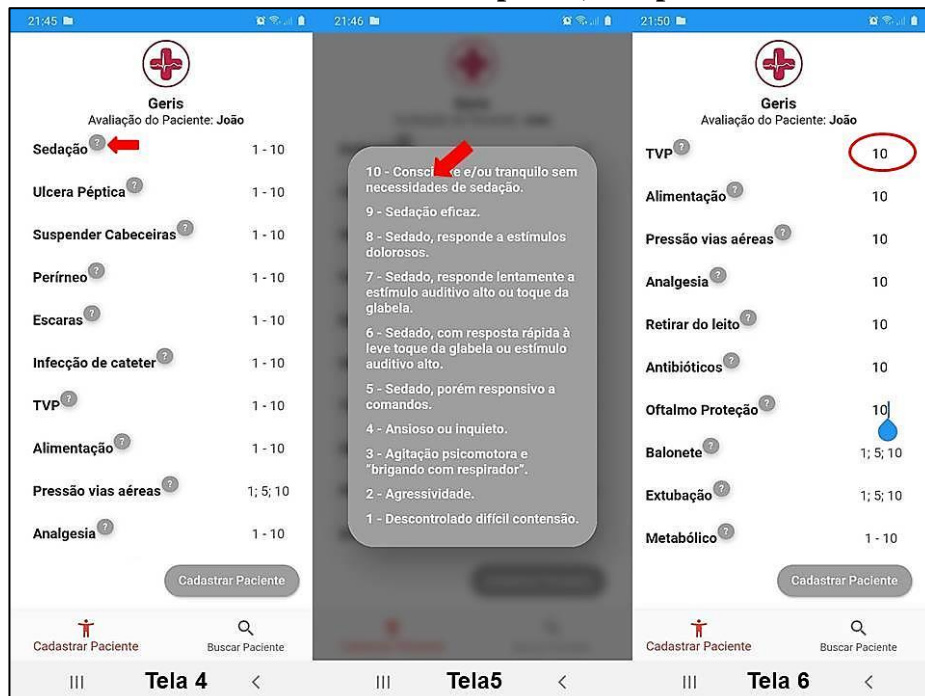 21:45
Geris
Avaliação do Paciente: João
Sedação ? 1 - 10
Ulcera Péptica ? 1 - 10
Suspender Cabeceiras ? 1 - 10
Perírneo ? 1 - 10
Escaras ? 1 - 10
Infecção de cateter ? 1 - 10
TVP ? 1 - 10
Alimentação ? 1 - 10
Pressão vias aéreas ? 1; 5; 10
Analgesia ? 1 - 10
Cadastrar Paciente
Cadastrar Paciente Buscar Paciente
Tela 4
21:46
10 - e/ou tranquilo sem
necessidades de sedação.
9 - Sedação eficaz.
8 - Sedado, responde a estímulos
dolorosos.
7 - Sedado, responde lentamente a
estímulo auditivo alto ou toque da
glabela.
6 - Sedado, com resposta rápida à
leve toque da glabela ou estímulo
auditivo alto.
5 - Sedado, porém responsivo a
comandos.
4 - Ansioso ou inquieto.
3 - Agitação psicomotora e
"brigando com respirador".
2 - Agressividade.
1 - Descontrolado difícil contensão.
Tela5
21:50
Geris
Avaliação do Paciente: João
TVP ? 10
Alimentação ? 10
Pressão vias aéreas ? 10
Analgesia ? 10
Retirar do leito ? 10
Antibióticos ? 10
Oftalmo Proteção ? 10
Balonete ? 1; 5; 10
Extubação ? 1; 5; 10
Metabólico ? 1 - 10
Cadastrar Paciente
Cadastrar Paciente Buscar Paciente
Tela 6